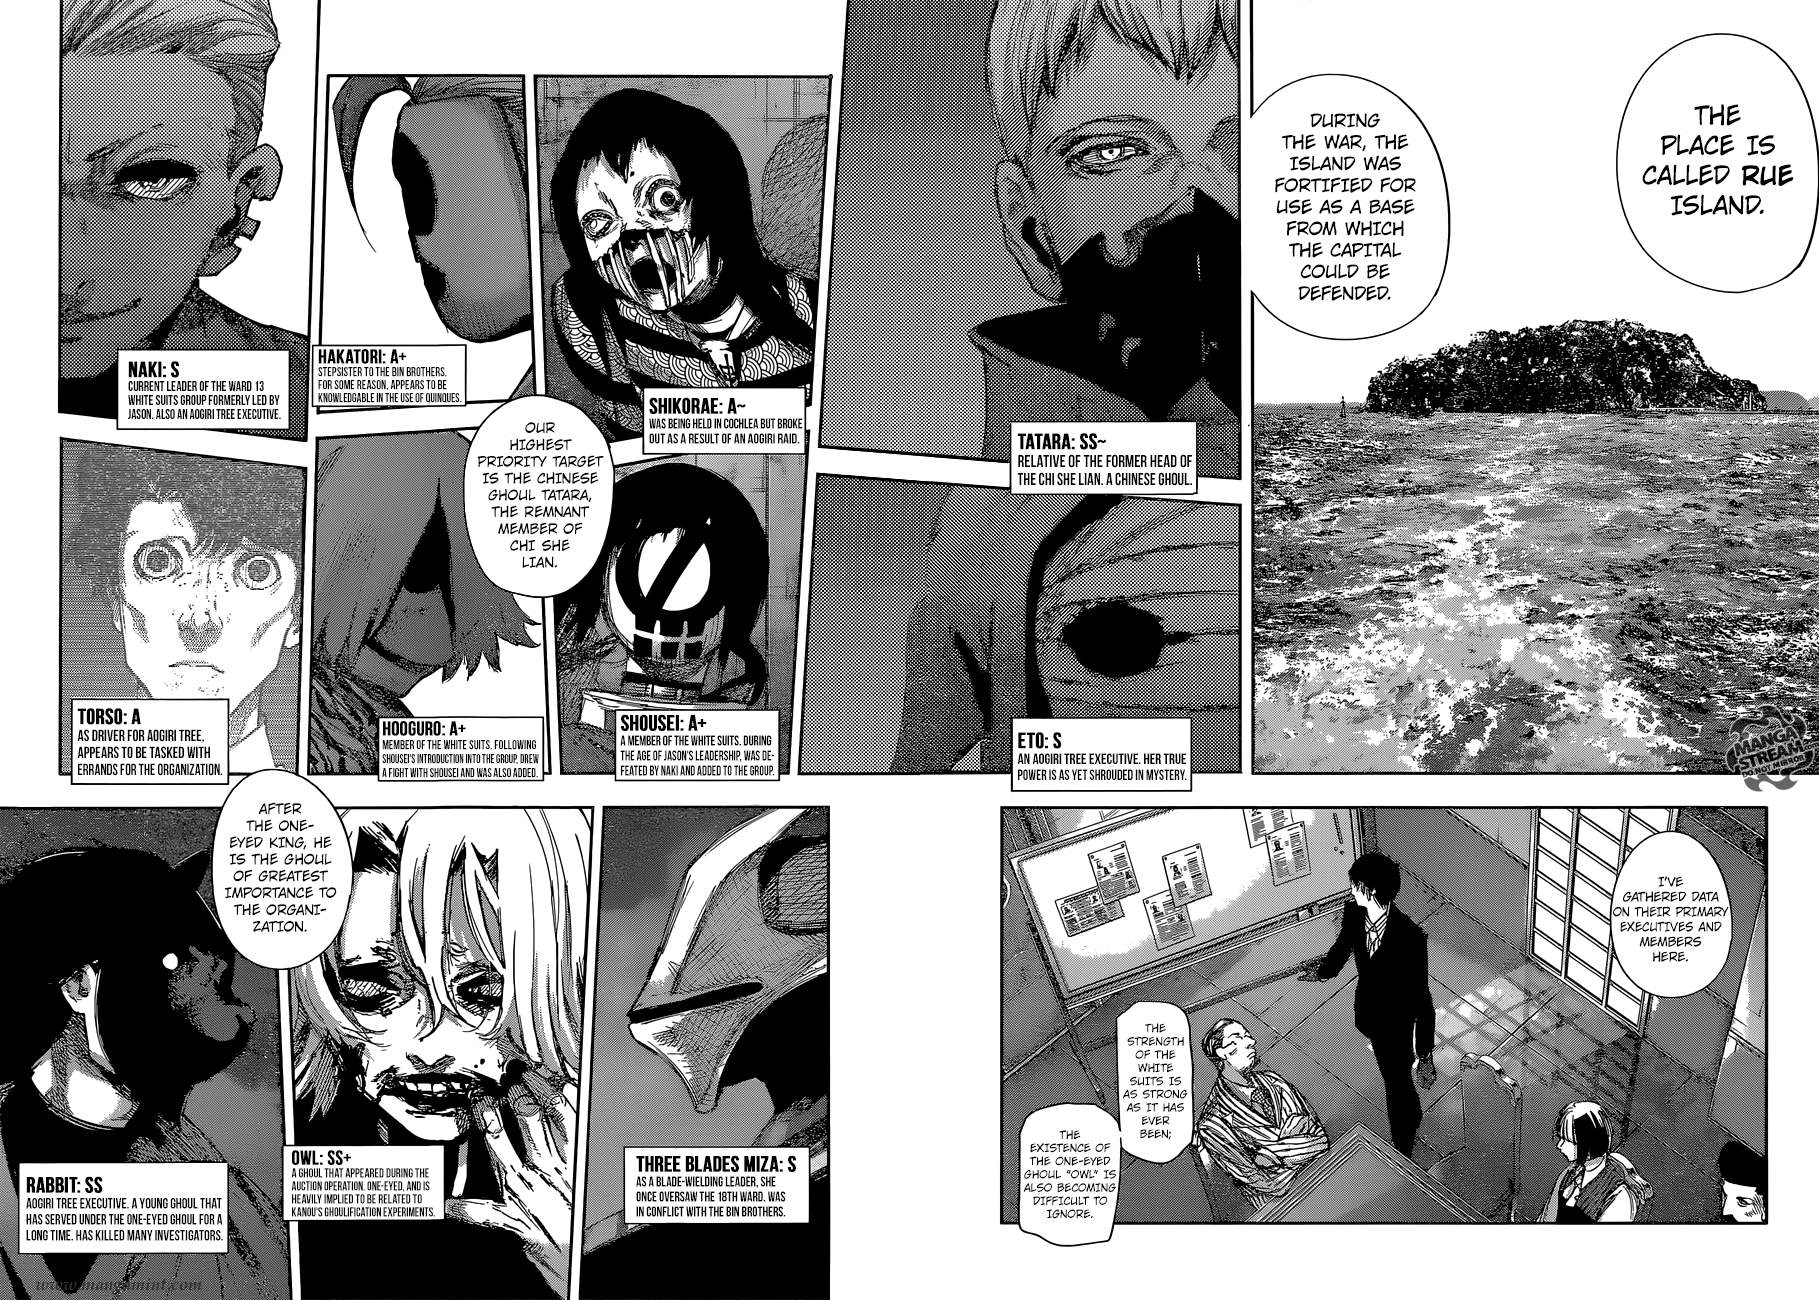 THE
PLACE IS
CALLED RUE
ISLAND.
DURING
THE WAR, THE
ISLAND WAS
FORTIFIED FOR
USE AS A BASE
FROM WHICH
THE CAPITAL
COULD BE
DEFENDED.
MANGA
STREAM
DO NOT MIRROR
I'VE
GATHERED DATA
ON THEIR PRIMARY
EXECUTIVES AND
MEMBERS
HERE.
THE
STRENGTH
OF THE
WHITE
SUITS IS
AS STRONG
AS IT HAS
EVER
BEEN;
THE
EXISTENCE OF
THE ONE-EYED
GHOUL "OWL" IS
ALSO BECOMING
DIFFICULT TO
IGNORE.
TATARA: SS~
RELATIVE OF THE FORMER HEAD OF
THE CHI SHE LIAN. A CHINESE GHOUL.
ETO: S
AN AOGIRI TREE EXECUTIVE. HER TRUE
POWER IS AS YET SHROUDED IN MYSTERY.
SHIKORAE: A~
WAS BEING HELD IN COCHLEA BUT BROKE
OUT AS A RESULT OF AN AOGIRI RAID.
HAKATORI: A+
STEPSISTER TO THE BIN BROTHERS.
FOR SOME REASON, APPEARS TO BE
KNOWLEDGABLE IN THE USE OF QUINQUES.
NAKI: S
CURRENT LEADER OF THE WARD 13
WHITE SUITS GROUP FORMERLY LED BY
JASON. ALSO AN AOGIRI TREE EXECUTIVE.
OUR
HIGHEST
PRIORITY TARGET
IS THE CHINESE
GHOUL TATARA,
THE REMNANT
MEMBER OF
CHI SHE
LIAN.
SHOUSEI: A+
A MEMBER OF THE WHITE SUITS. DURING
THE AGE OF JASON'S LEADERSHIP, WAS DE-
FEATED BY NAKI AND ADDED TO THE GROUP.
HOOGURO: A+
MEMBER OF THE WHITE SUITS. FOLLOWING
SHOUSEI'S INTRODUCTION INTO THE GROUP, DREW
A FIGHT WITH SHOUSEI AND WAS ALSO ADDED.
TORSO: A
AS DRIVER FOR AOGIRI TREE,
APPEARS TO BE TASKED WITH
ERRANDS FOR THE ORGANIZATION.
THREE BLADES MIZA: S
AS A BLADE-WIELDING LEADER, SHE
ONCE OVERSAW THE 18TH WARD. WAS
IN CONFLICT WITH THE BIN BROTHERS.
AFTER
THE ONE-
EYED KING, HE
IS THE GHOUL
OF GREATEST
IMPORTANCE TO
THE ORGANI-
ZATION.
OWL: SS+
A GHOUL THAT APPEARED DURING THE
AUCTION OPERATION. ONE-EYED, AND IS
HEAVILY IMPLIED TO BE RELATED TO
KANOU'S GHOULIFICATION EXPERIMENTS.
RABBIT: SS
AOGIRI TREE EXECUTIVE. A YOUNG GHOUL THAT
HAS SERVED UNDER THE ONE-EYED GHOUL FOR A
LONG TIME. HAS KILLED MANY INVESTIGATORS.
www.mangamint.com